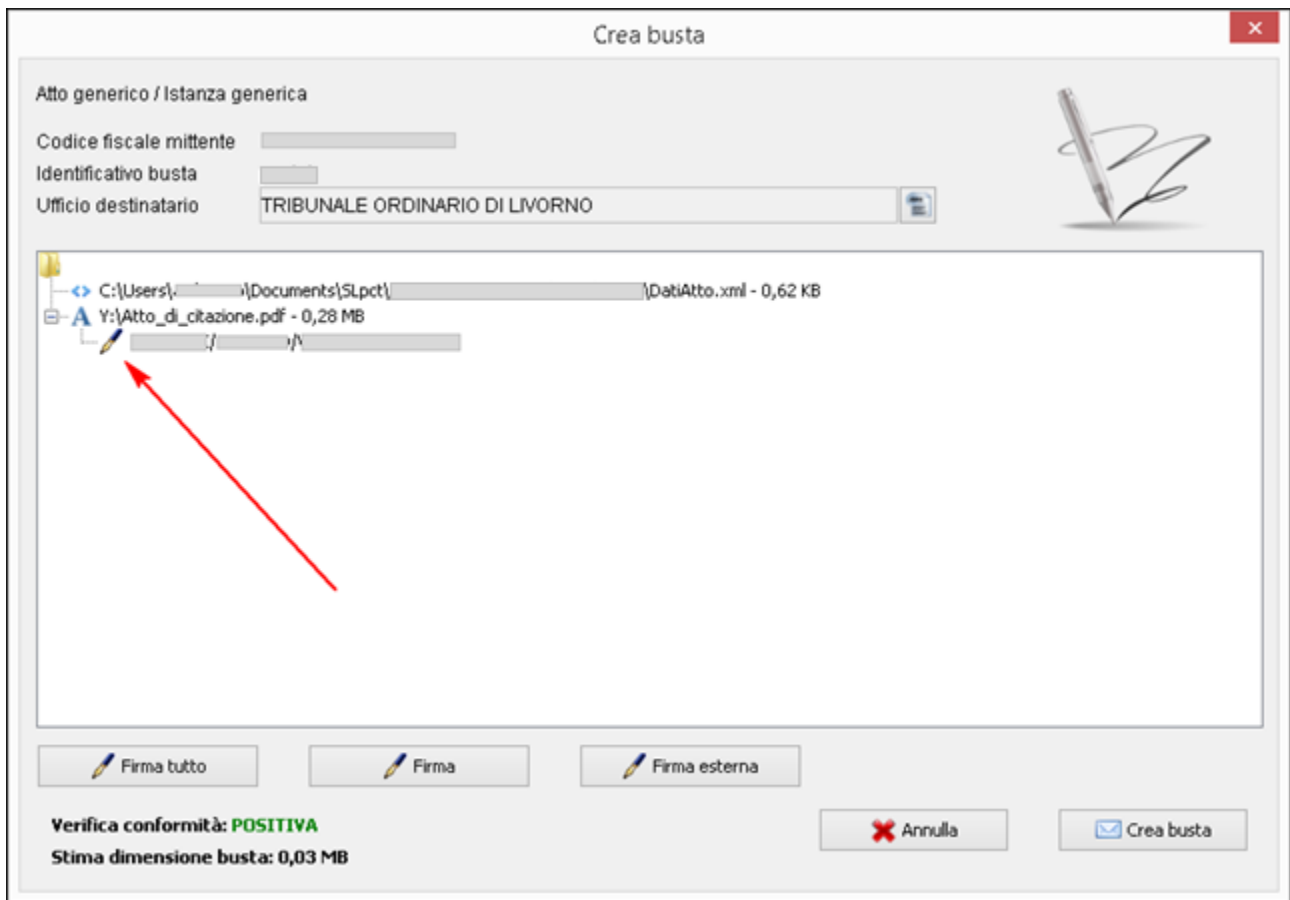 Crea busta
Atto generico / Istanza generica
Codice fiscale mittente
Identificativo busta
Ufficio destinatario TRIBUNALE ORDINARIO DI LIVORNO
C:\Users\ \Documents\SLpct\ \DatiAtto.xml - 0,62 KB
A Y:\Atto_di_citazione.pdf - 0,28 MB
Firma tutto Firma Firma esterna
Verifica conformità: POSITIVA
Annulla Crea busta
Stima dimensione busta: 0,03 MB